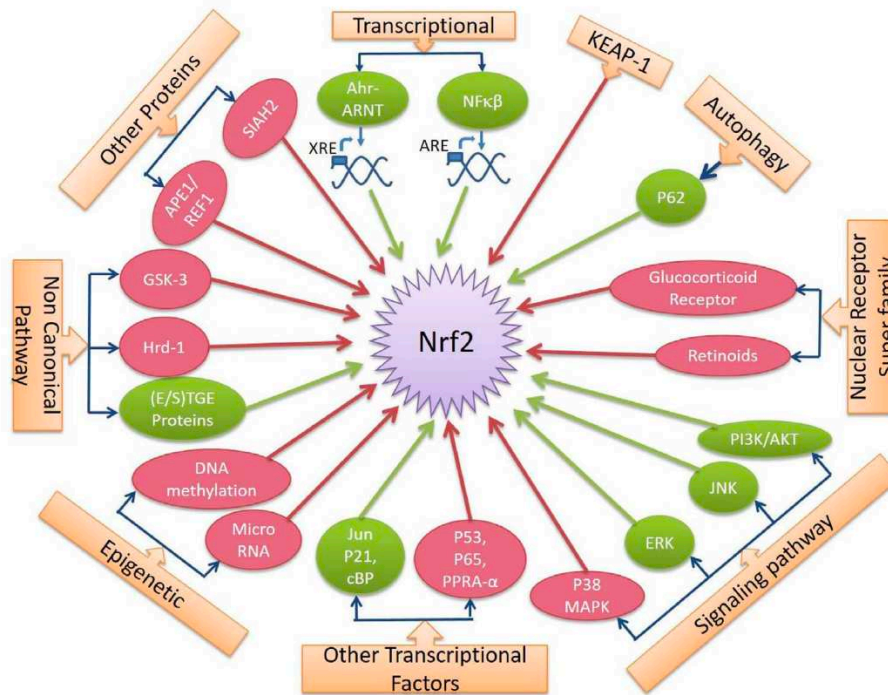 Transcriptional
Ahr-
ARNT
NFκβ
XRE
ARE
KEAP-1
Autophagy
P62
Other Proteins
SIAH2
APE1/
REF1
Non Canonical
Pathway
GSK-3
Hrd-1
(E/S)TGE
Proteins
Nrf2
Glucocorticoid
Receptor
Retinoids
Nuclear Receptor
Super family
Epigenetic
DNA
methylation
Micro
RNA
Jun
P21,
cBP
P53,
P65,
PPRA-α
Other Transcriptional
Factors
P38
MAPK
ERK
JNK
PI3K/AKT
Signaling pathway